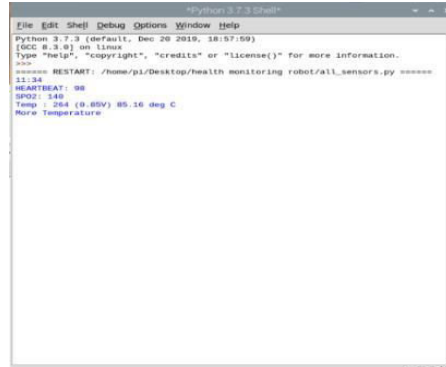 *Python 3.7.3 Shell*
File Edit Shell Debug Options Window Help
Python 3.7.3 (default, Dec 20 2019, 18:57:59)
[GCC 8.3.0] on linux
Type "help", "copyright", "credits" or "license()" for more information.
>>>
====== RESTART: /home/pi/Desktop/health monitoring robot/all_sensors.py ======
11:34
HEARTBEAT: 98
SPO2: 140
Temp : 264 (0.85V) 85.16 deg C
More Temperature